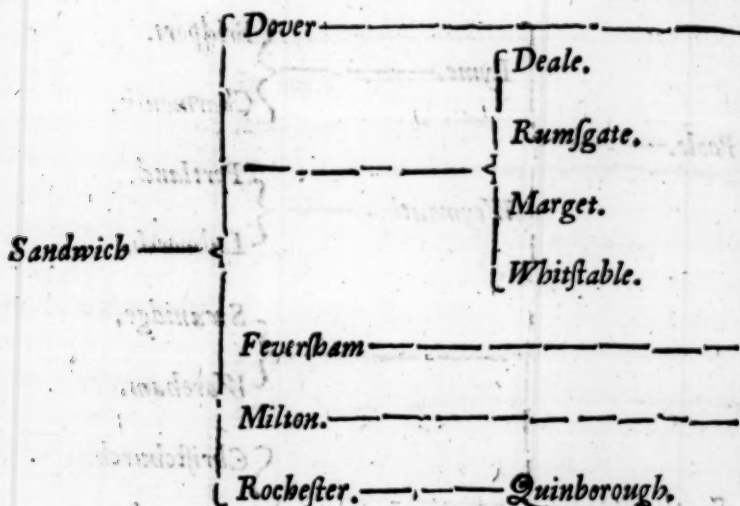 Dover
Deale.
Rumſgate.
Marget.
Sandwich
Whitſtable.
Feverſham
Milton.
Rocheſter. Quinborough.